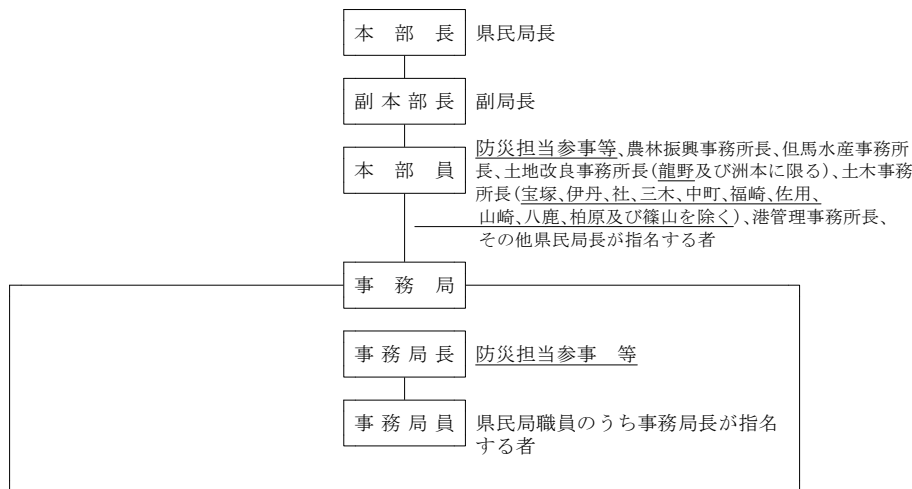 本部長 県民局長
副本部長 副局長
本部員 防災担当参事等、農林振興事務所長、但馬水産事務所
長、土地改良事務所長(龍野及び洲本に限る)、土木事務
所長(宝塚、伊丹、社、三木、中町、福崎、佐用、
山崎、八鹿、柏原及び篠山を除く)、港管理事務所長、
その他県民局長が指名する者
事務局
事務局長 防災担当参事 等
事務局員 県民局職員のうち事務局長が指名
する者